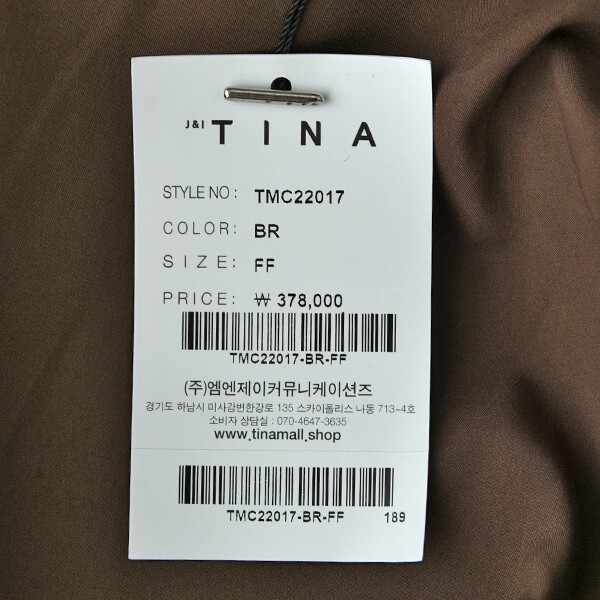 J&I TINA
STYLE NO : TMC22017
COLOR: BR
SIZE: FF
PRICE: ₩ 378,000
TMC22017-BR-FF
(주)엠엔제이커뮤니케이션즈
경기도 하남시 미사강변한강로 135 스카이폴리스 나동 713-4호
소비자 상담실 : 070-4647-3635
www.tinamall.shop
TMC22017-BR-FF 189